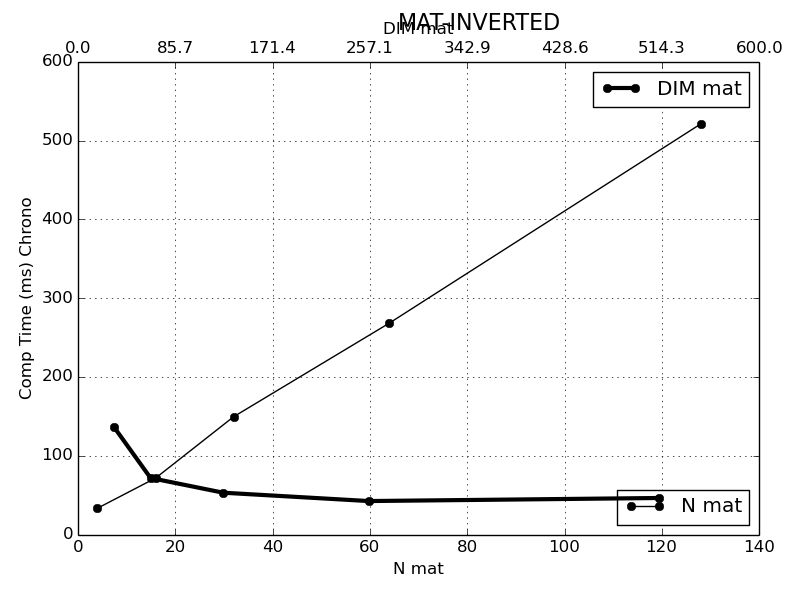 MAT-INVERTED
DIM mat
0.0 85.7 171.4 257.1 342.9 428.6 514.3 600.0
600
DIM mat
500
400
Comp Time (ms) Chrono
300
200
100
N mat
0
0 20 40 60 80 100 120 140
N mat